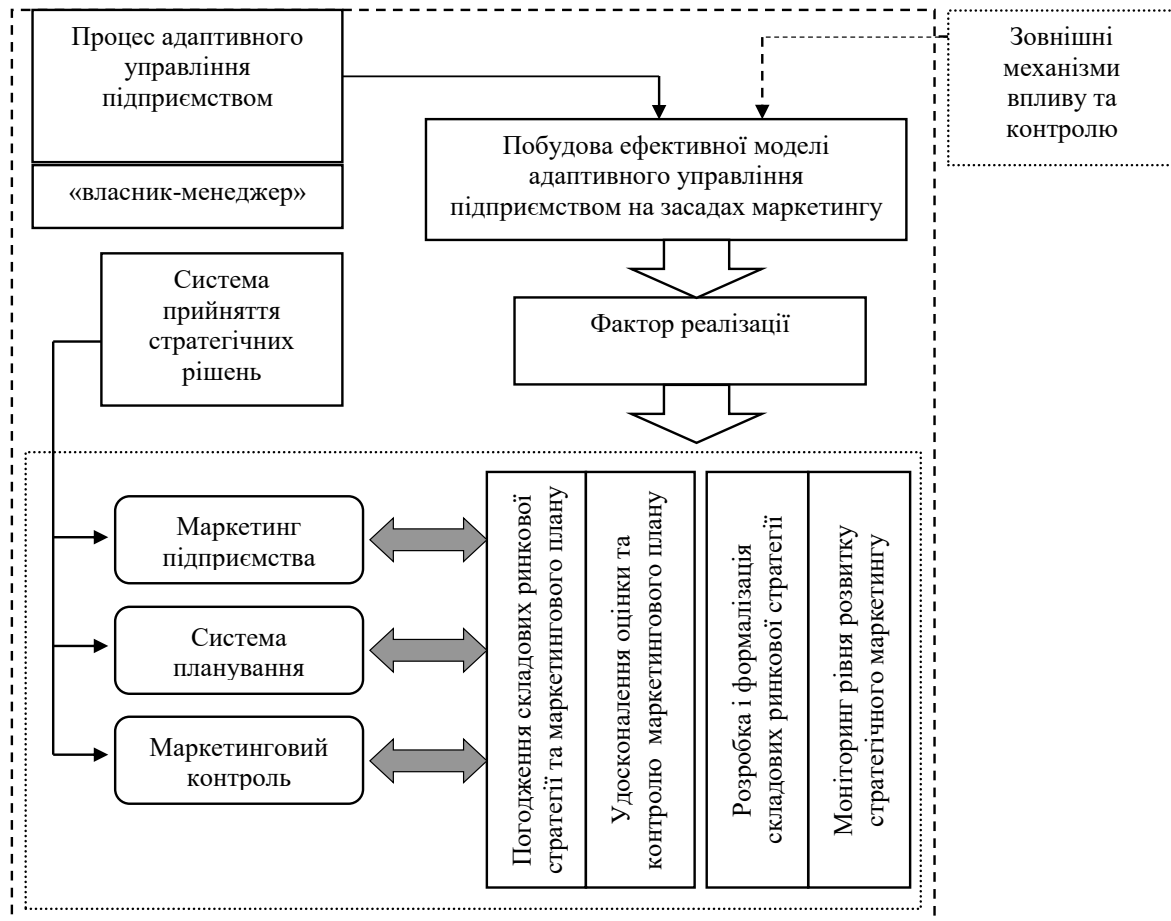 Процес адаптивного
управління
підприємством
«власник-менеджер»
Зовнішні
механізми
впливу та
контролю
Побудова ефективної моделі
адаптивного управління
підприємством на засадах маркетингу
Система
прийняття
стратегічних
рішень
Фактор реалізації
Маркетинг
підприємства
Система
планування
Маркетинговий
контроль
Погодження складових ринкової
стратегії та маркетингового плану
Удосконалення оцінки та
контролю маркетингового плану
Розробка і формалізація
складових ринкової стратегії
Моніторинг рівня розвитку
стратегічного маркетингу